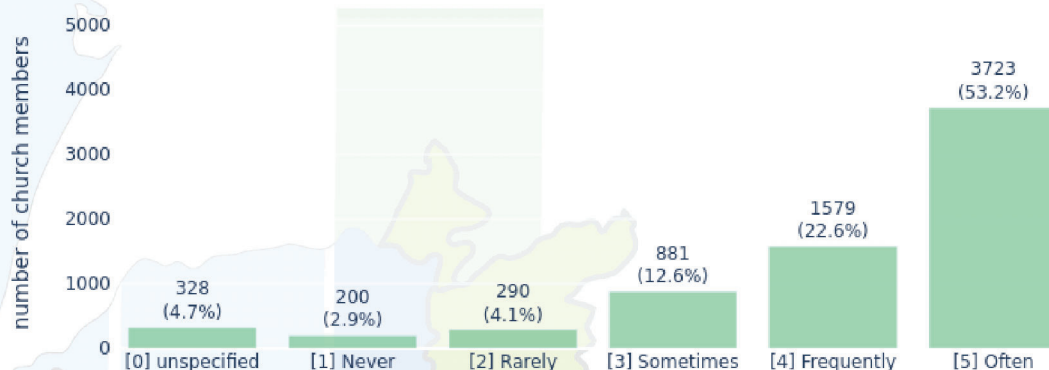 number of church members
5000
4000
3000
2000
1000
0
328
(4.7%)
200
(2.9%)
290
(4.1%)
881
(12.6%)
1579
(22.6%)
3723
(53.2%)
[0] unspecified
[1] Never
[2] Rarely
[3] Sometimes
[4] Frequently
[5] Often